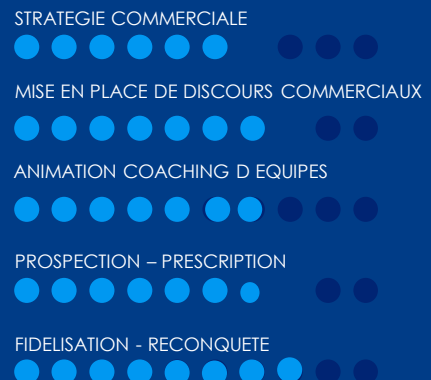 STRATEGIE COMMERCIALE
MISE EN PLACE DE DISCOURS COMMERCIAUX
ANIMATION COACHING D EQUIPES
PROSPECTION – PRESCRIPTION
FIDELISATION - RECONQUETE